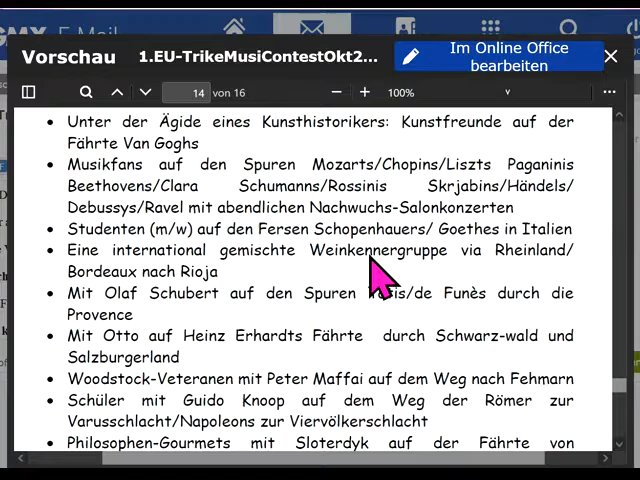 GMX E-Mail
Vorschau
1.EU-TrikeMusiContestOkt2...
Im Online Office
bearbeiten
14 von 16
100%
• Unter der Ägide eines Kunsthistorikers: Kunstfreunde auf der
Fährte Van Goghs
• Musikfans auf den Spuren Mozarts/Chopins/Liszts Paganinis
Beethovens/Clara Schumanns/Rossinis Skrjabins/Händels/
Debussys/Ravel mit abendlichen Nachwuchs-Salonkonzerten
• Studenten (m/w) auf den Fersen Schopenhauers/ Goethes in Italien
• Eine international gemischte Weinkennergruppe via Rheinland/
Bordeaux nach Rioja
• Mit Olaf Schubert auf den Spuren de Funès durch die
Provence
• Mit Otto auf Heinz Erhardts Fährte durch Schwarz-wald und
Salzburgerland
• Woodstock-Veteranen mit Peter Maffai auf dem Weg nach Fehmarn
• Schüler mit Guido Knoop auf dem Weg der Römer zur
Varusschlacht/Napoleons zur Viervölkerschlacht
• Philosophen-Gourmets mit Sloterdyk auf der Fährte von